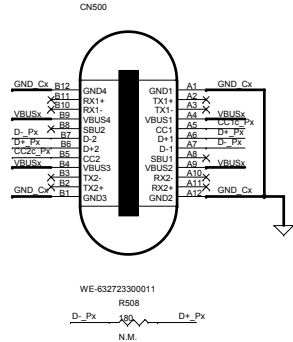 CN500
GND_Cx B12 GND4 GND1 A1 GND_Cx
B11 RX1+ TX1+ A2
B10 RX1- TX1- A3
VBUSx B9 VBUS4 VBUS1 A4 VBUSx
B8 SBU2 CC1 A5 CC1c_Px
D-_Px B7 D-2 D+1 A6 D+_Px
D+_Px B6 D+2 D-1 A7 D-_Px
CC2c_Px B5 CC2 SBU1 A8
VBUSx B4 VBUS3 VBUS2 A9 VBUSx
B3 TX2- RX2- A10
B2 TX2+ RX2+ A11
GND_Cx B1 GND3 GND2 A12 GND_Cx
WE-632723300011
R508
D-_Px 180 D+_Px
N.M.